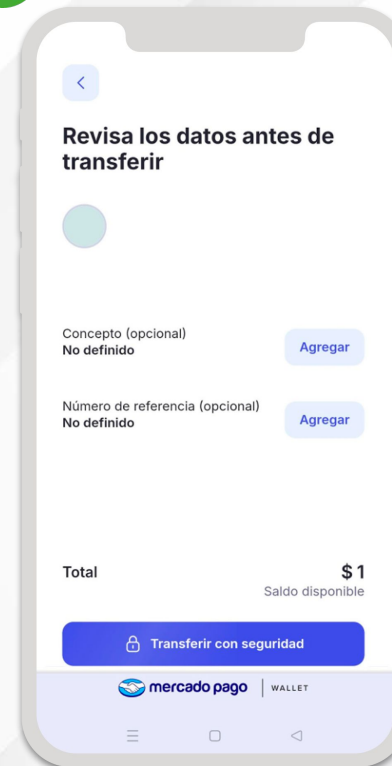 Revisa los datos antes de
transferir
Concepto (opcional)
No definido
Agregar
Número de referencia (opcional)
No definido
Agregar
Total
$ 1
Saldo disponible
Transferir con seguridad
mercado pago
WALLET